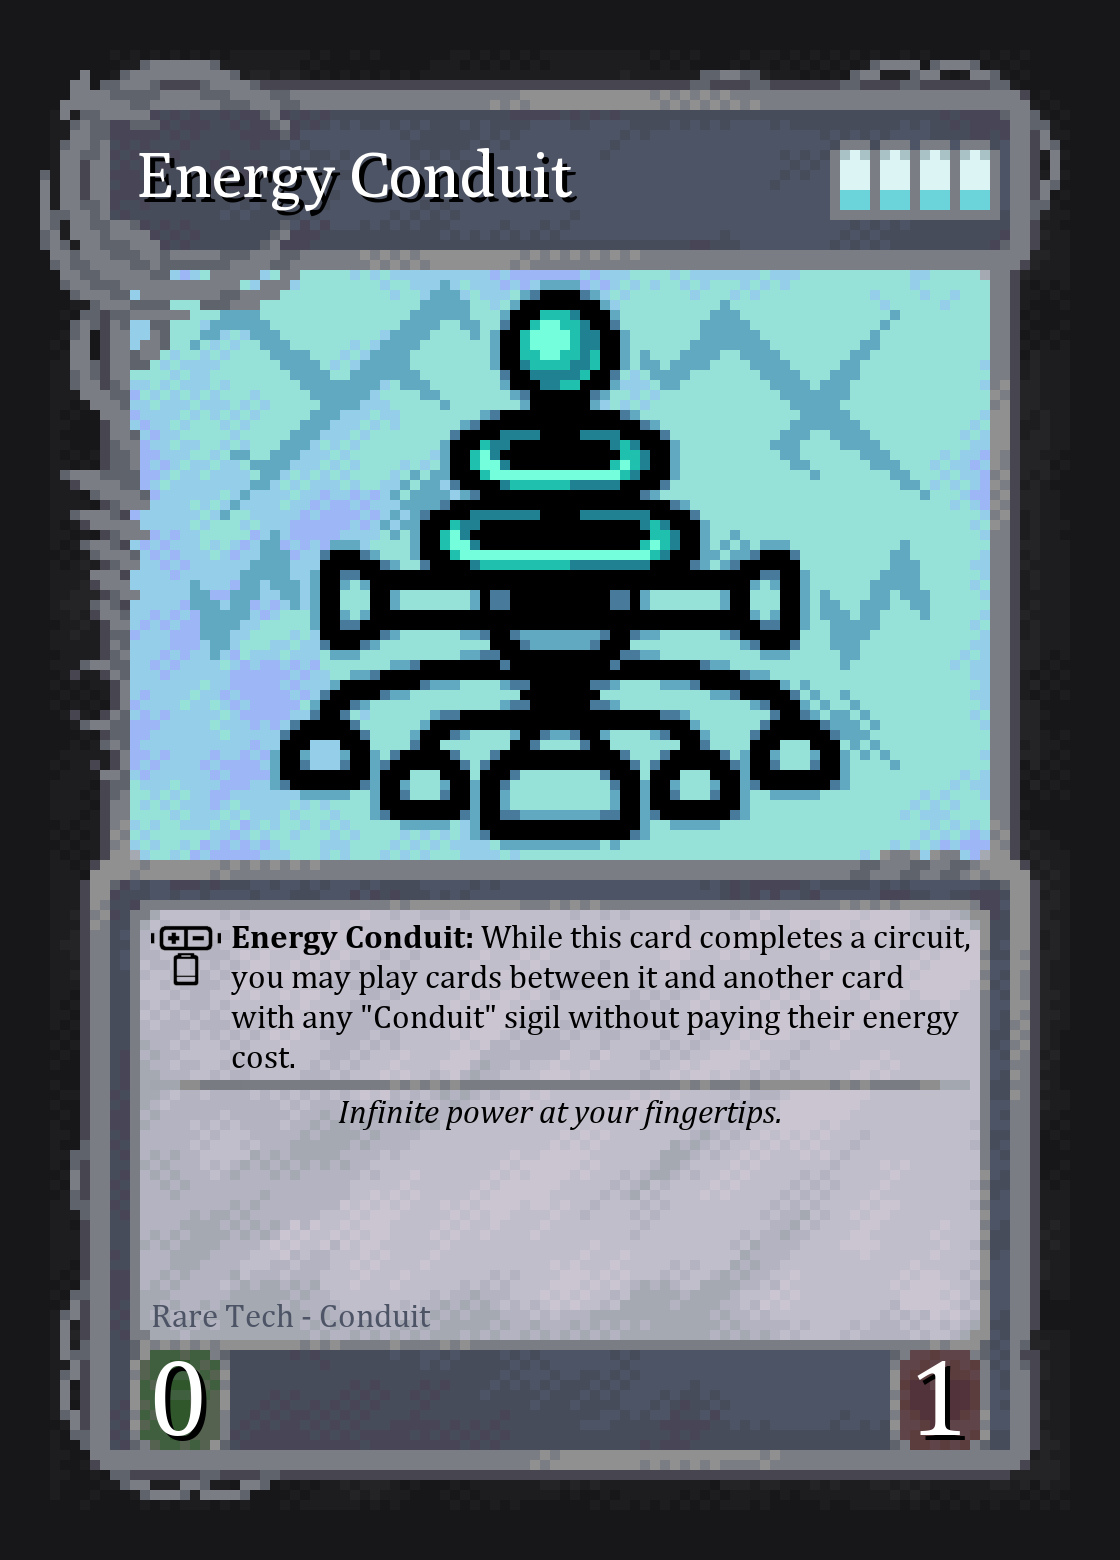 Energy Conduit
Energy Conduit: While this card completes a circuit,
you may play cards between it and another card
with any "Conduit" sigil without paying their energy
cost.
Infinite power at your fingertips.
Rare Tech - Conduit
0
1